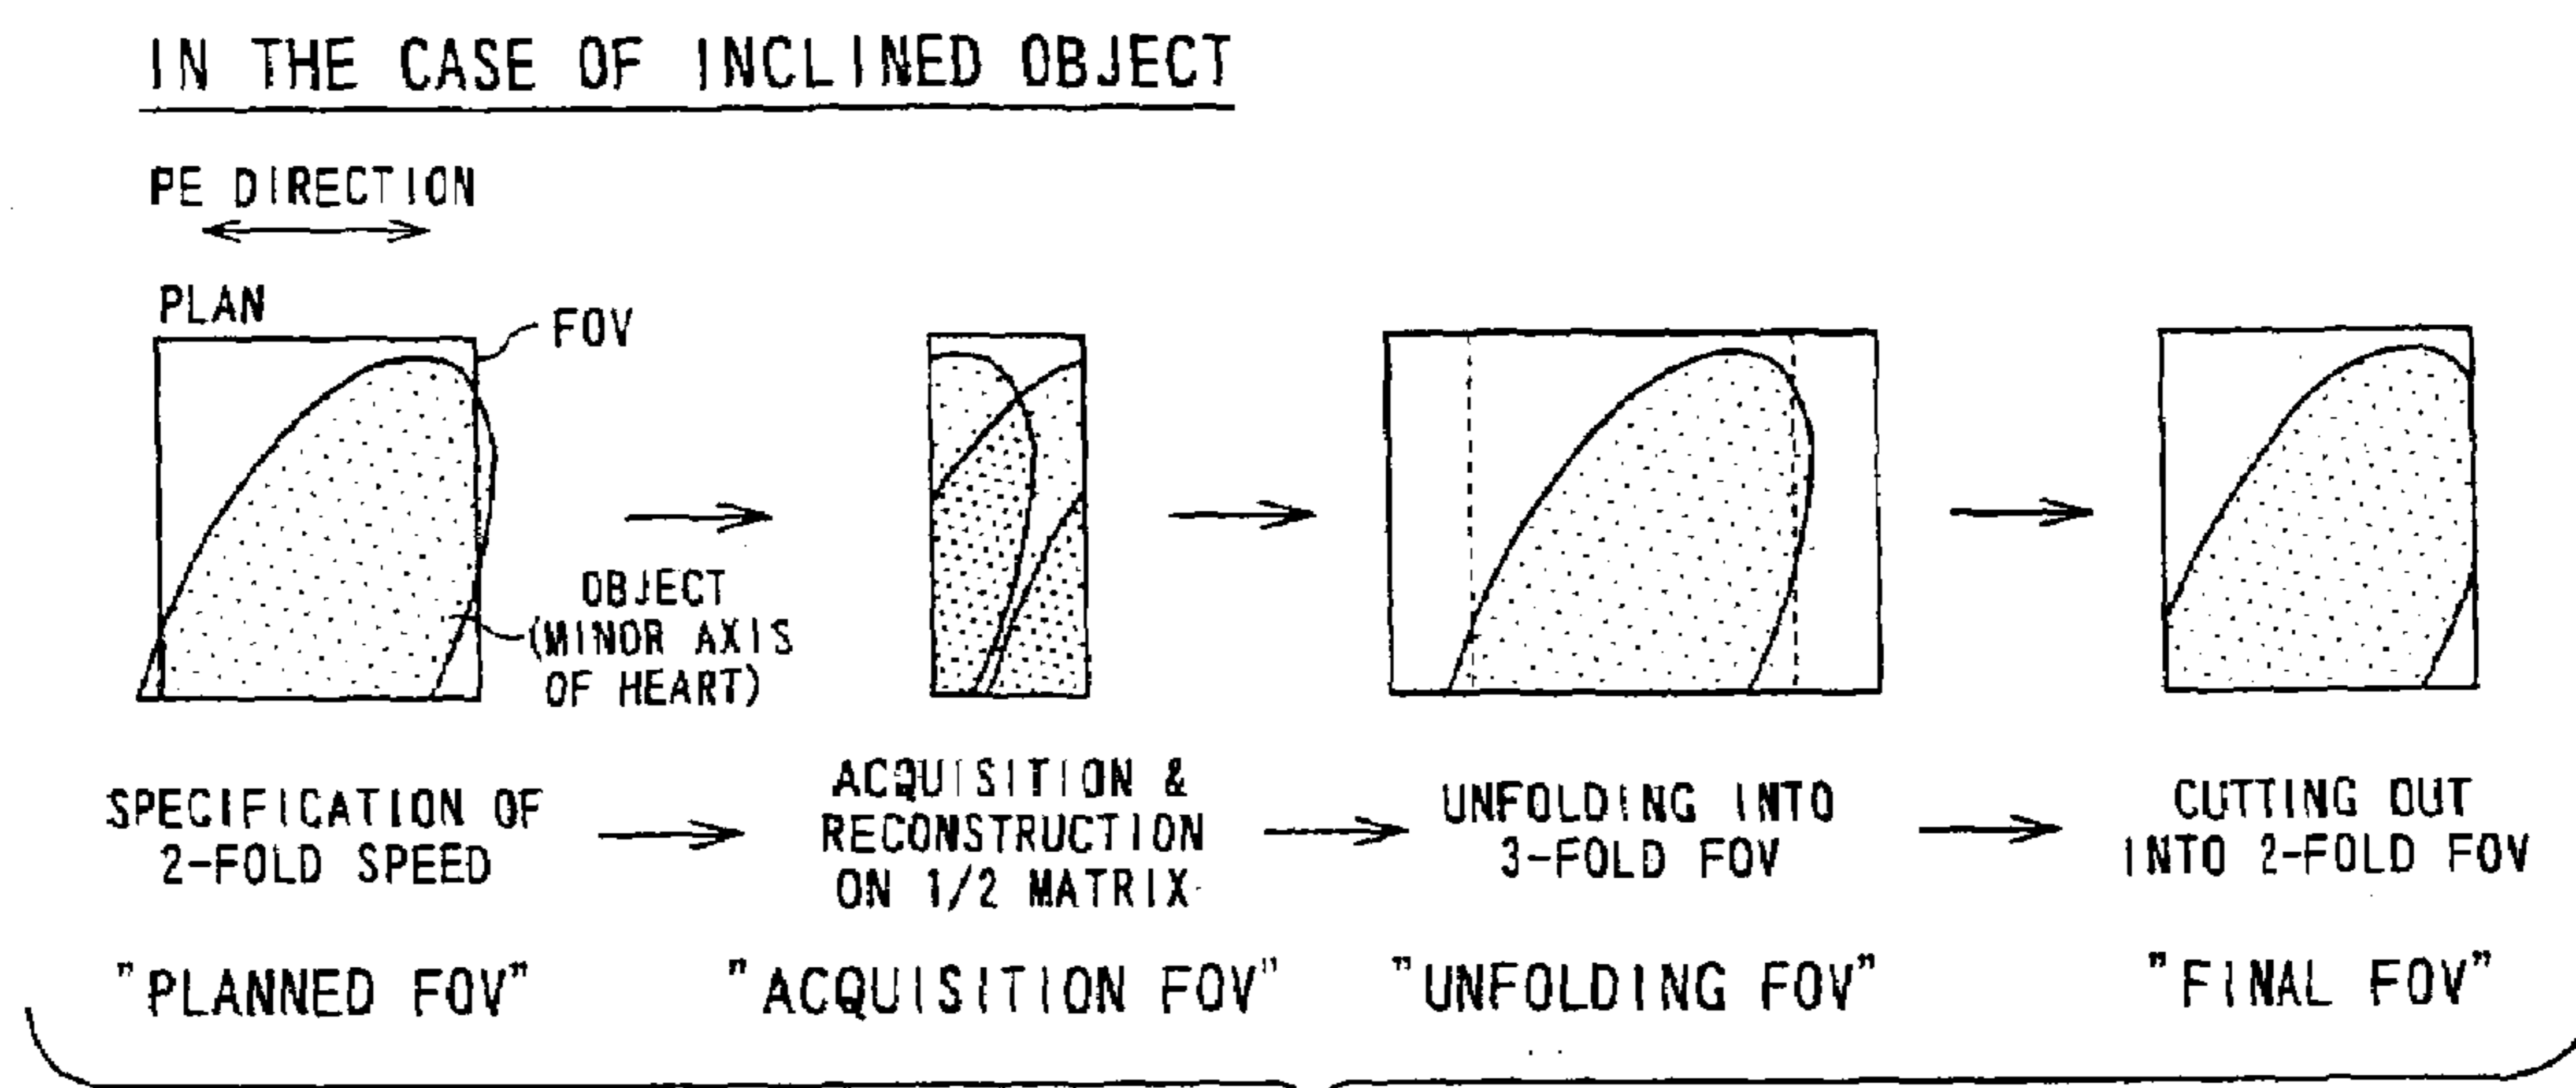 IN THE CASE OF INCLINED OBJECT
PE DIRECTION
PLAN
FOV
OBJECT
(MINOR AXIS
OF HEART)
SPECIFICATION OF
2-FOLD SPEED
ACQUISITION &
RECONSTRUCTION
ON 1/2 MATRIX
UNFOLDING INTO
3-FOLD FOV
CUTTING OUT
INTO 2-FOLD FOV
"PLANNED FOV"
"ACQUISITION FOV"
"UNFOLDING FOV"
"FINAL FOV"